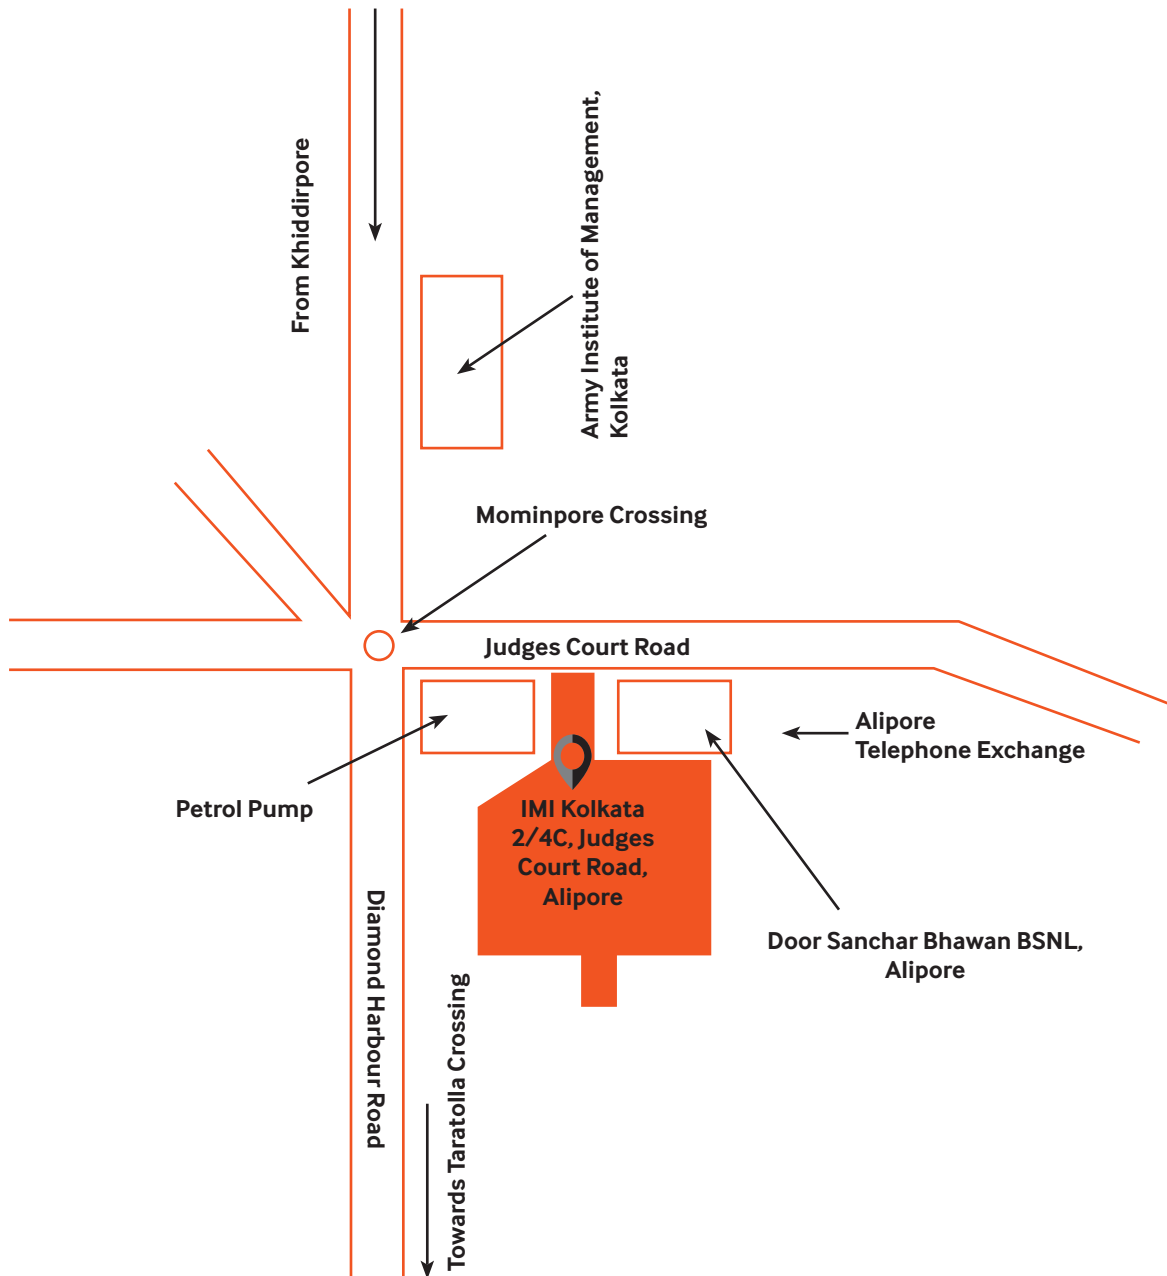 From Khiddirpore
Army Institute of Management,
Kolkata
Mominpore Crossing
Judges Court Road
Alipore
Telephone Exchange
Petrol Pump
IMI Kolkata
2/4C, Judges
Court Road,
Alipore
Door Sanchar Bhawan BSNL,
Alipore
Diamond Harbour Road
Towards Taratolla Crossing